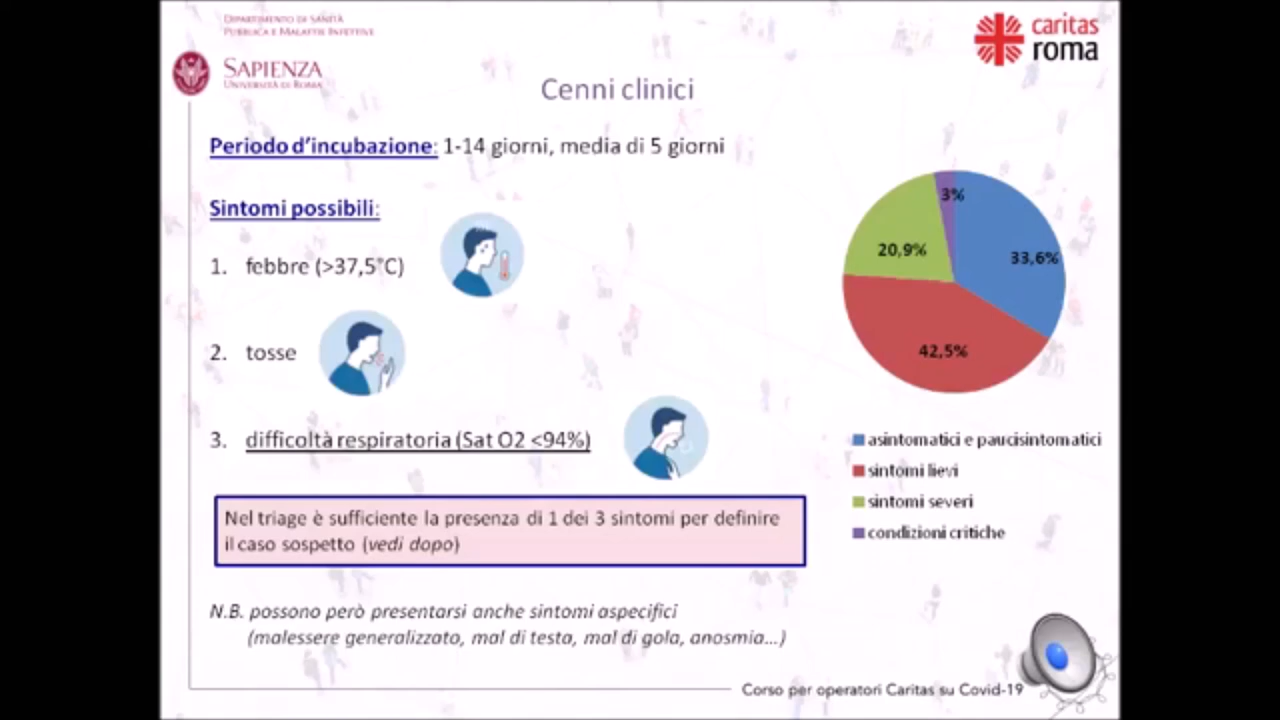 DIPARTIMENTO DI SANITÀ
PUBBLICA E MALATTIE INFETTIVE
SAPIENZA
UNIVERSITÀ DI ROMA
caritas
roma
Cenni clinici
Periodo d'incubazione: 1-14 giorni, media di 5 giorni
Sintomi possibili:
1. febbre (>37,5°C)
2. tosse
3. difficoltà respiratoria (Sat O2 <94%)
Nel triage è sufficiente la presenza di 1 dei 3 sintomi per definire
il caso sospetto (vedi dopo)
N.B. possono però presentarsi anche sintomi aspecifici
(malessere generalizzato, mal di testa, mal di gola, anosmia...)
3%
33,6%
20,9%
42,5%
asintomatici e paucisintomatici
sintomi lievi
sintomi severi
condizioni critiche
Corso per operatori Caritas su Covid-19